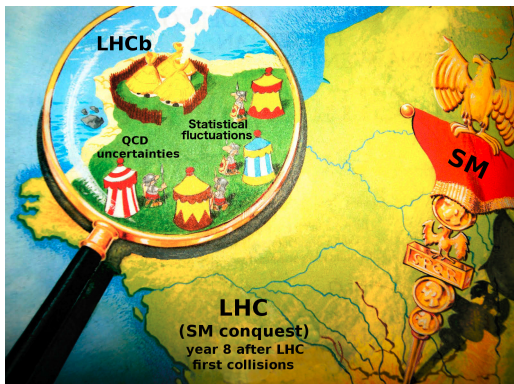 LHCb
Statistical
fluctuations
QCD
uncertainties
SM
LHC
(SM conquest)
year 8 after LHC
first collisions